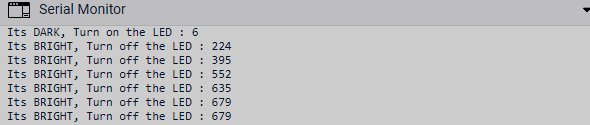 Serial Monitor
Its DARK, Turn on the LED : 6
Its BRIGHT, Turn off the LED : 224
Its BRIGHT, Turn off the LED : 395
Its BRIGHT, Turn off the LED : 552
Its BRIGHT, Turn off the LED : 635
Its BRIGHT, Turn off the LED : 679
Its BRIGHT, Turn off the LED : 679